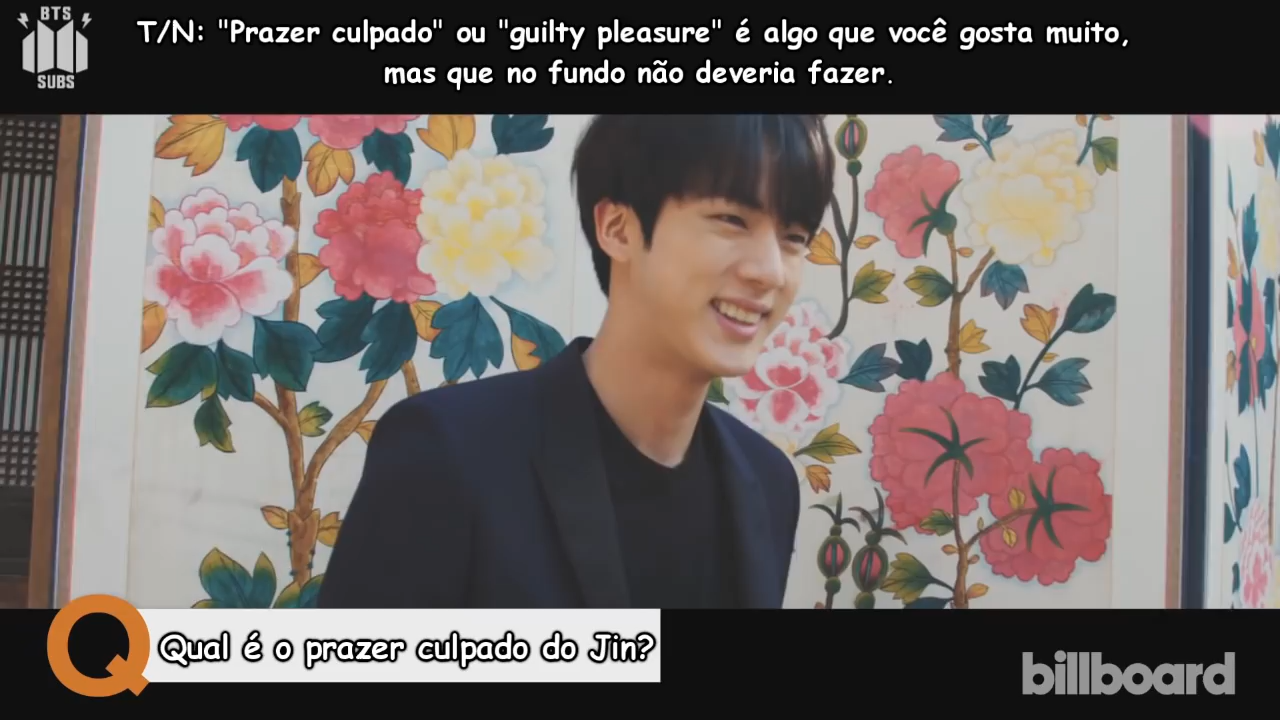 BTS
SUBS
T/N: "Prazer culpado" ou "guilty pleasure" é algo que você gosta muito,
mas que no fundo não deveria fazer.
Q
Qual é o prazer culpado do Jin?
billboard